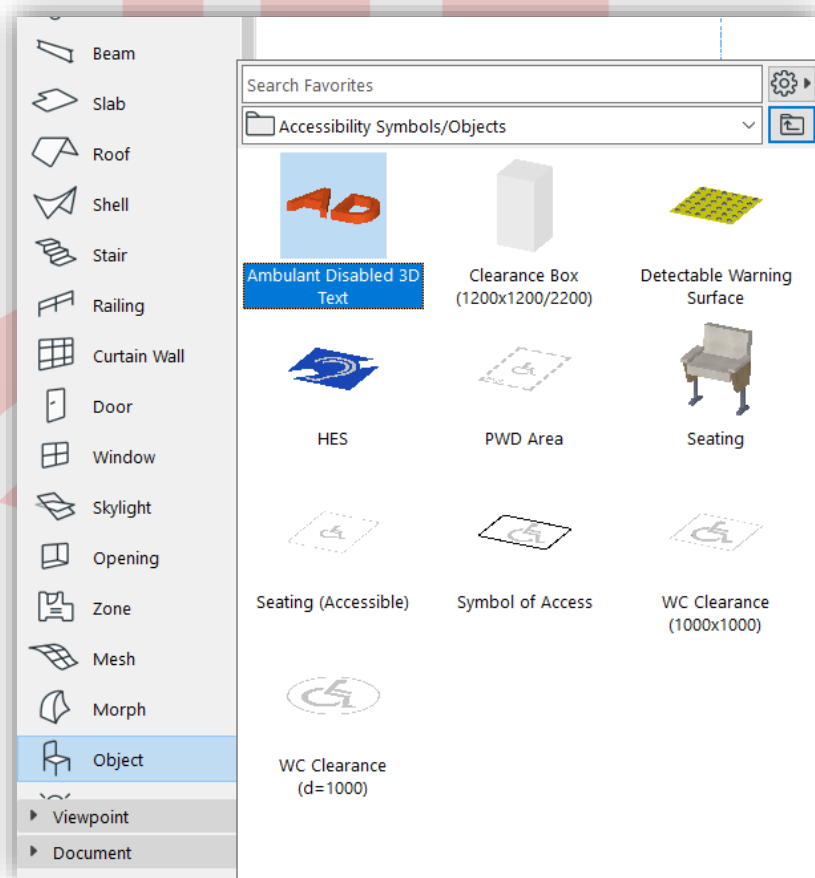 Beam
Slab
Roof
Shell
Stair
Railing
Curtain Wall
Door
Window
Skylight
Opening
Zone
Mesh
Morph
Object
Viewpoint
Document
Search Favorites
Accessibility Symbols/Objects
AD
Ambulant Disabled 3D
Text
Clearance Box
(1200x1200/2200)
Detectable Warning
Surface
HES
PWD Area
Seating
Seating (Accessible)
Symbol of Access
WC Clearance
(1000x1000)
WC Clearance
(d=1000)